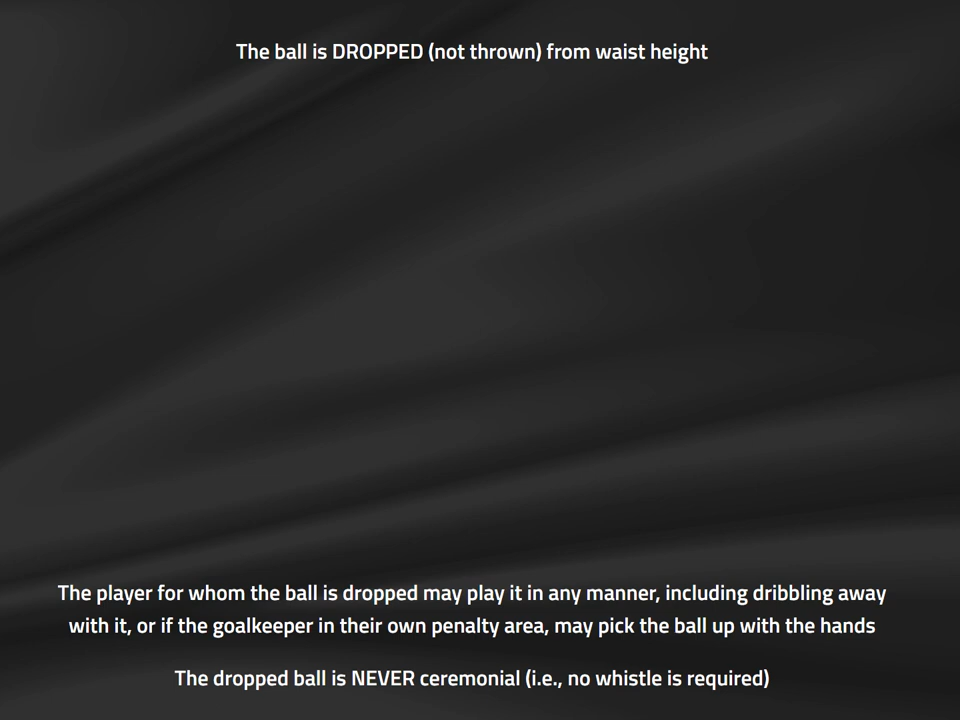 The ball is DROPPED (not thrown) from waist height
The player for whom the ball is dropped may play it in any manner, including dribbling away
with it, or if the goalkeeper in their own penalty area, may pick the ball up with the hands
The dropped ball is NEVER ceremonial (i.e., no whistle is required)